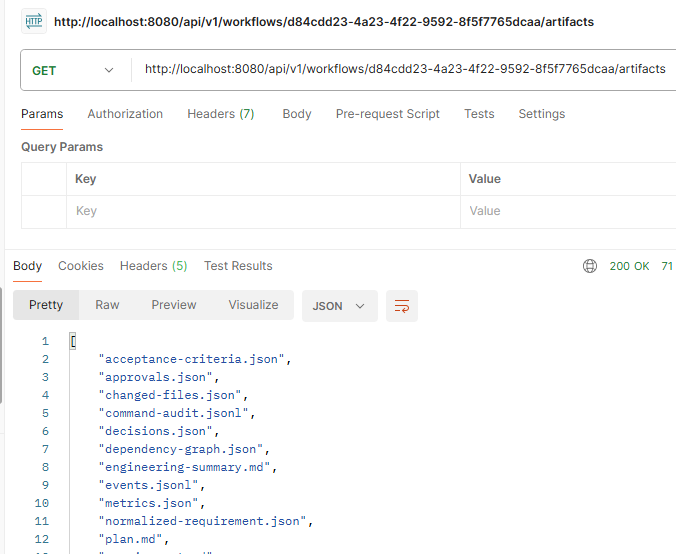 HTTP http://localhost:8080/api/v1/workflows/d84cdd23-4a23-4f22-9592-8f5f7765dcaa/artifacts
GET http://localhost:8080/api/v1/workflows/d84cdd23-4a23-4f22-9592-8f5f7765dcaa/artifacts
Params Authorization Headers (7) Body Pre-request Script Tests Settings
Query Params
Key Value
Key Value
Body Cookies Headers (5) Test Results 200 OK 71
Pretty Raw Preview Visualize JSON
1 [
2 "acceptance-criteria.json",
3 "approvals.json",
4 "changed-files.json",
5 "command-audit.jsonl",
6 "decisions.json",
7 "dependency-graph.json",
8 "engineering-summary.md",
9 "events.jsonl",
10 "metrics.json",
11 "normalized-requirement.json",
12 "plan.md",